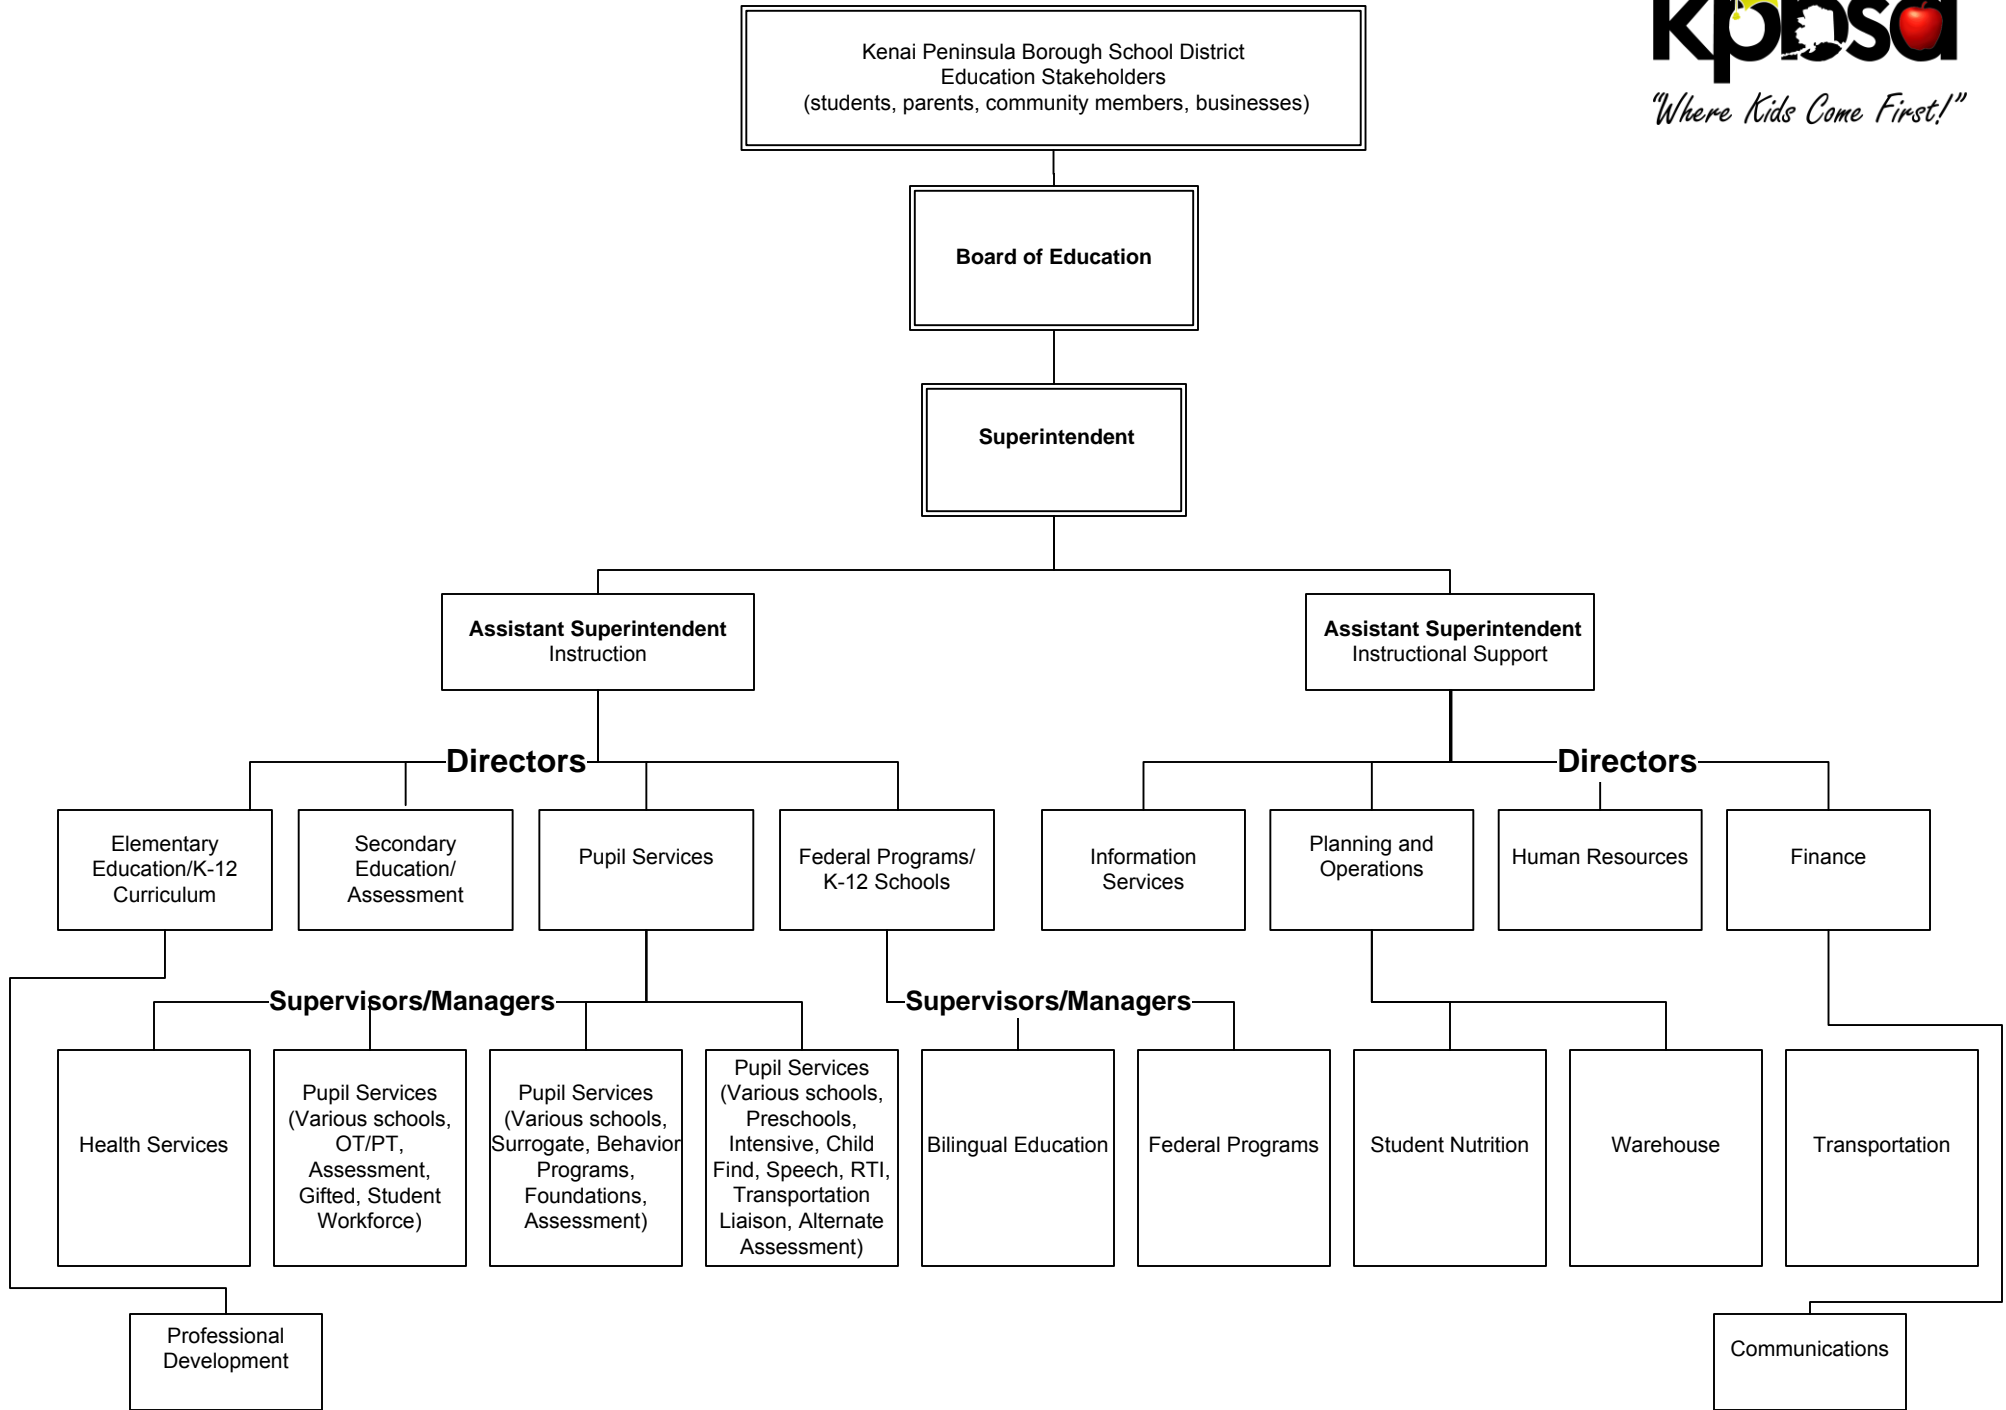 kpbsd
"Where Kids Come First!"
Kenai Peninsula Borough School District
Education Stakeholders
(students, parents, community members, businesses)
Board of Education
Superintendent
Assistant Superintendent
Instruction
Assistant Superintendent
Instructional Support
Directors
Directors
Elementary
Education/K-12
Curriculum
Secondary
Education/
Assessment
Pupil Services
Federal Programs/
K-12 Schools
Information
Services
Planning and
Operations
Human Resources
Finance
Supervisors/Managers
Supervisors/Managers
Health Services
Pupil Services
(Various schools,
OT/PT,
Assessment,
Gifted, Student
Workforce)
Pupil Services
(Various schools,
Surrogate, Behavior
Programs,
Foundations,
Assessment)
Pupil Services
(Various schools,
Preschools,
Intensive, Child
Find, Speech, RTI,
Transportation
Liaison, Alternate
Assessment)
Bilingual Education
Federal Programs
Student Nutrition
Warehouse
Transportation
Professional
Development
Communications